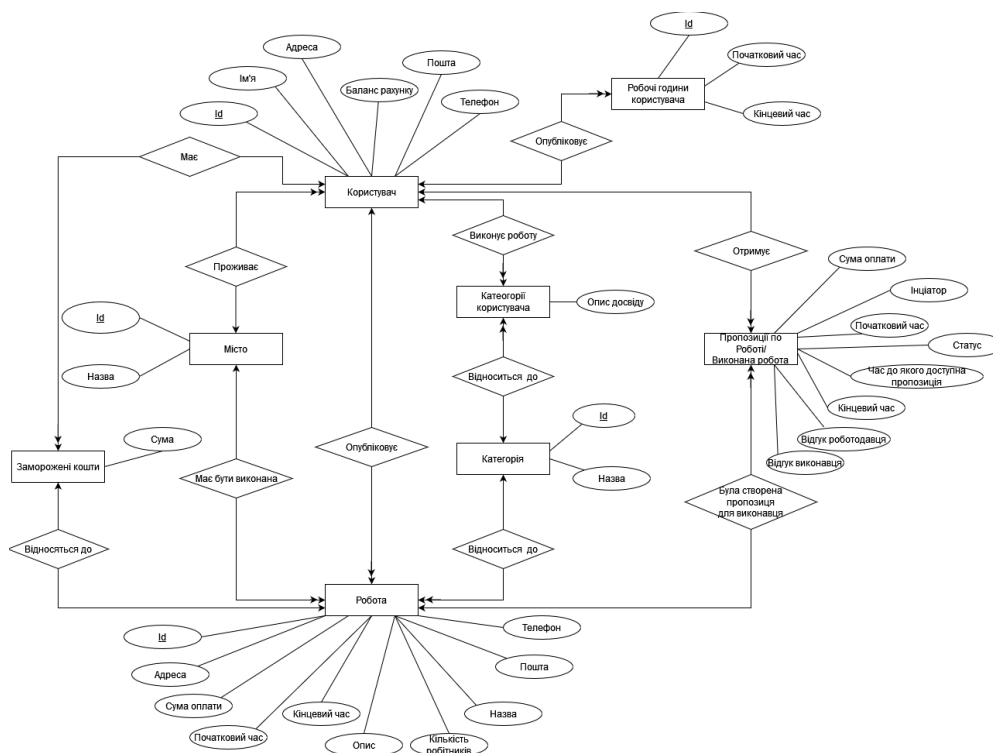 Id
Адреса
Початковий час
Пошта
Ім'я
Баланс рахунку
Робочі години
користувача
Id
Телефон
Кінцевий час
Опубліковує
Має
Користувач
Виконує роботу
Отримує
Сума оплати
Проживає
Інціатор
Id
Катеогорії
користувача
Опис досвіду
Початковий час
Місто
Пропозиції по
Роботі/
Виконана робота
Статус
Назва
Відноситься до
Час до якого доступна
пропозиція
Кінцевий час
Id
Сума
Опубліковує
Відгук роботодавця
Заморожені кошти
Категорія
Відгук виконавця
Має бути виконана
Назва
Була створена
пропозиця
для виконавця
Відносяться до
Відноситься до
Робота
Id
Телефон
Адреса
Пошта
Сума оплати
Кінцевий час
Назва
Початковий час
Опис
Кількість
робітників